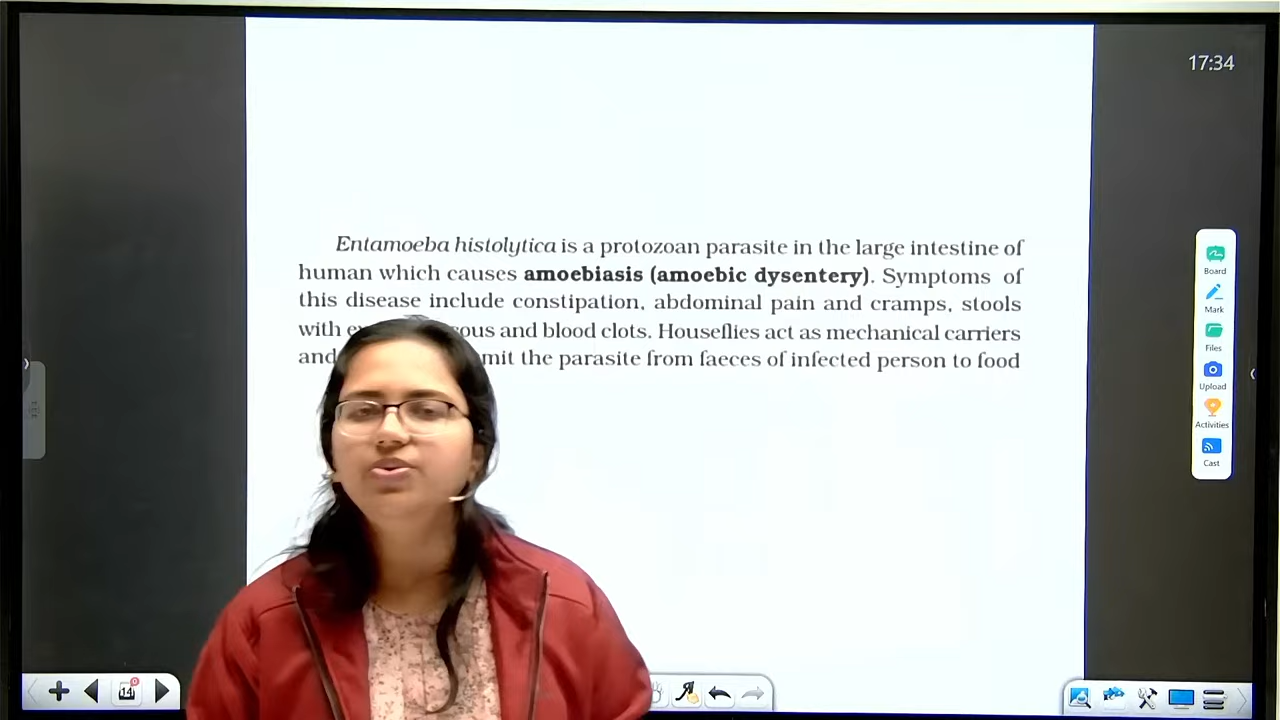 17:34
Entamoeba histolytica is a protozoan parasite in the large intestine of
human which causes amoebiasis (amoebic dysentery). Symptoms of
this disease include constipation, abdominal pain and cramps, stools
with and blood clots. Houseflies act as mechanical carriers
and the parasite from faeces of infected person to food
Board
Mark
Files
Upload
Activities
Cast
14